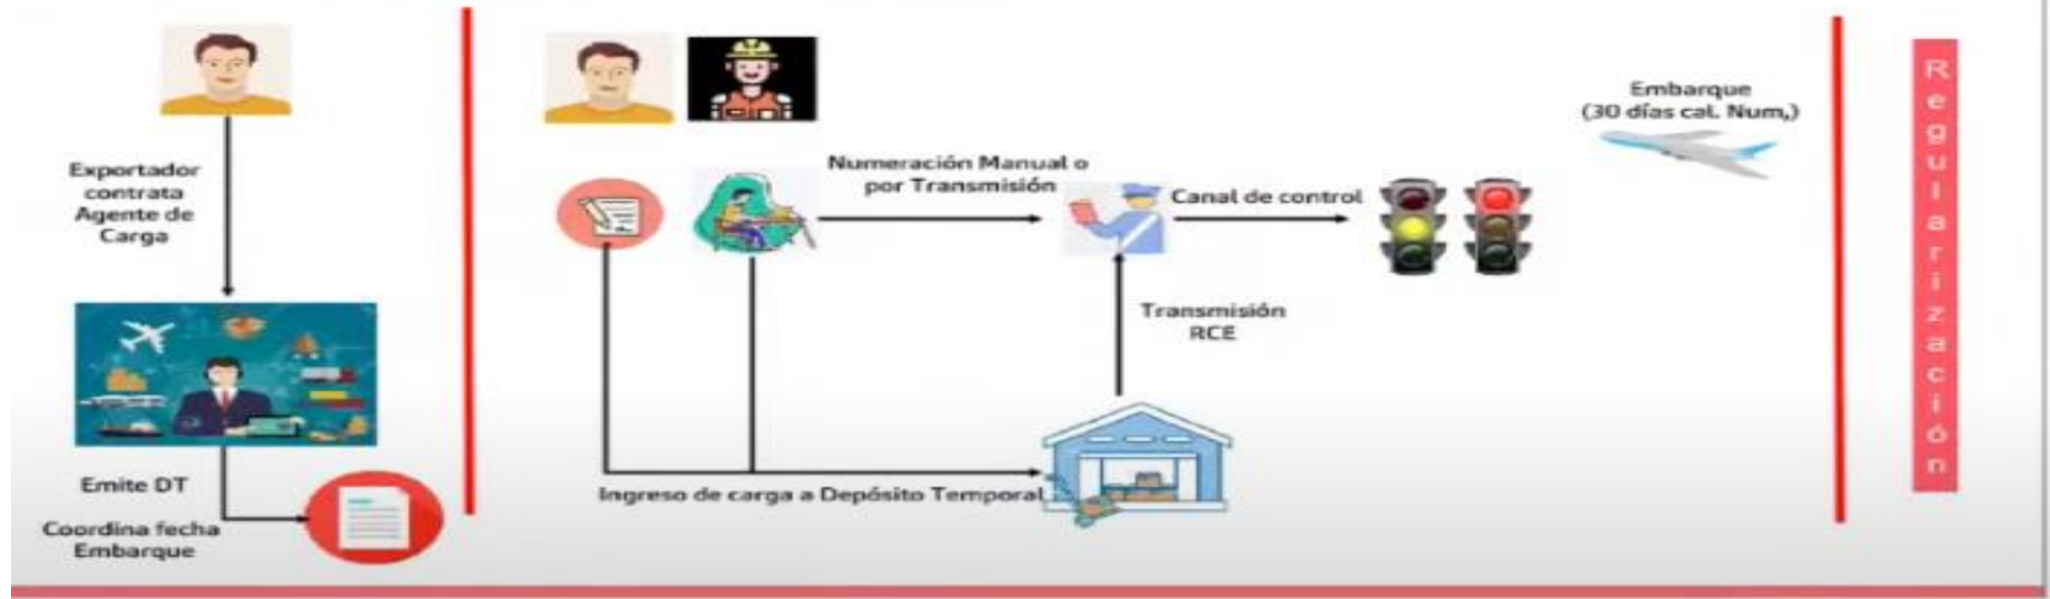 Exportador
contrata
Agente de
Carga
Emite DT
Coordina fecha
Embarque
Numeración Manual o
por Transmisión
Canal de control
Transmisión
RCE
Ingreso de carga a Depósito Temporal
Embarque
(30 días cal. Num,)
Regularización